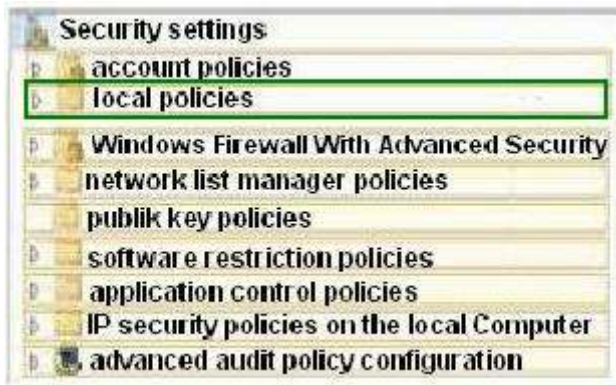 Security settings
account policies
local policies
Windows Firewall With Advanced Security
network list manager policies
publik key policies
software restriction policies
application control policies
IP security policies on the local Computer
advanced audit policy configuration